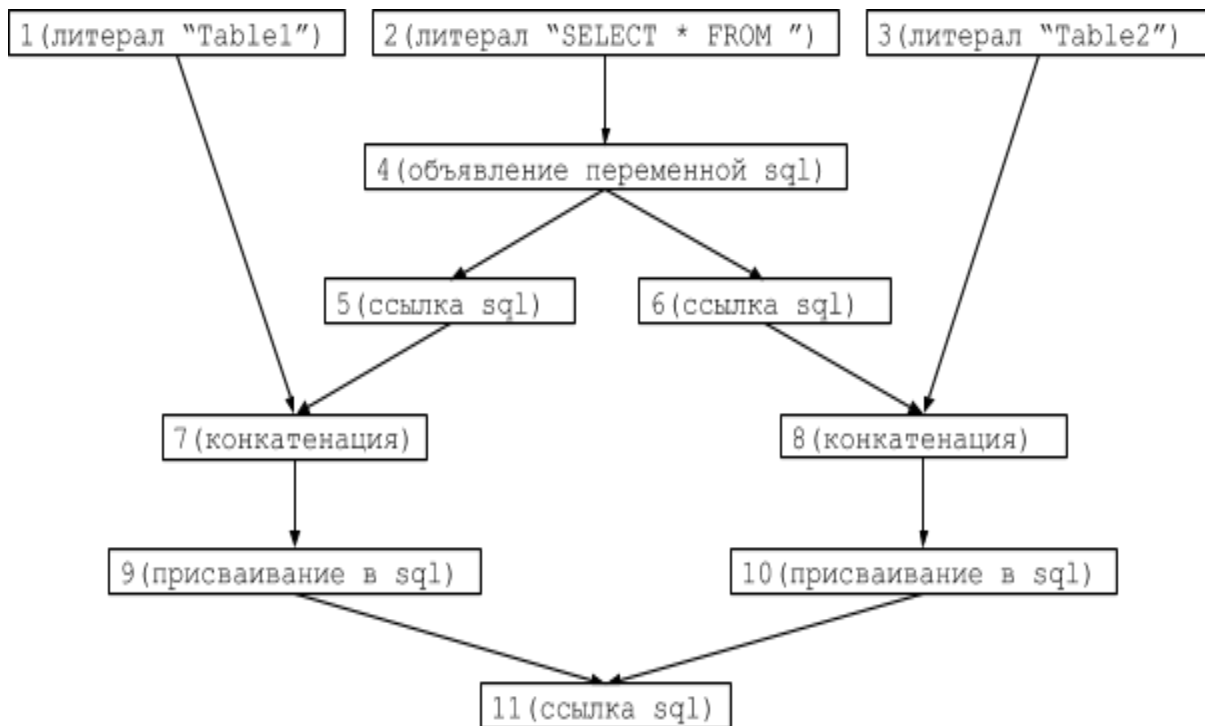 1(литерал “Table1”)
2(литерал “SELECT * FROM ”)
3(литерал “Table2”)
4(объявление переменной sql)
5(ссылка sql)
6(ссылка sql)
7(конкатенация)
8(конкатенация)
9(присваивание в sql)
10(присваивание в sql)
11(ссылка sql)